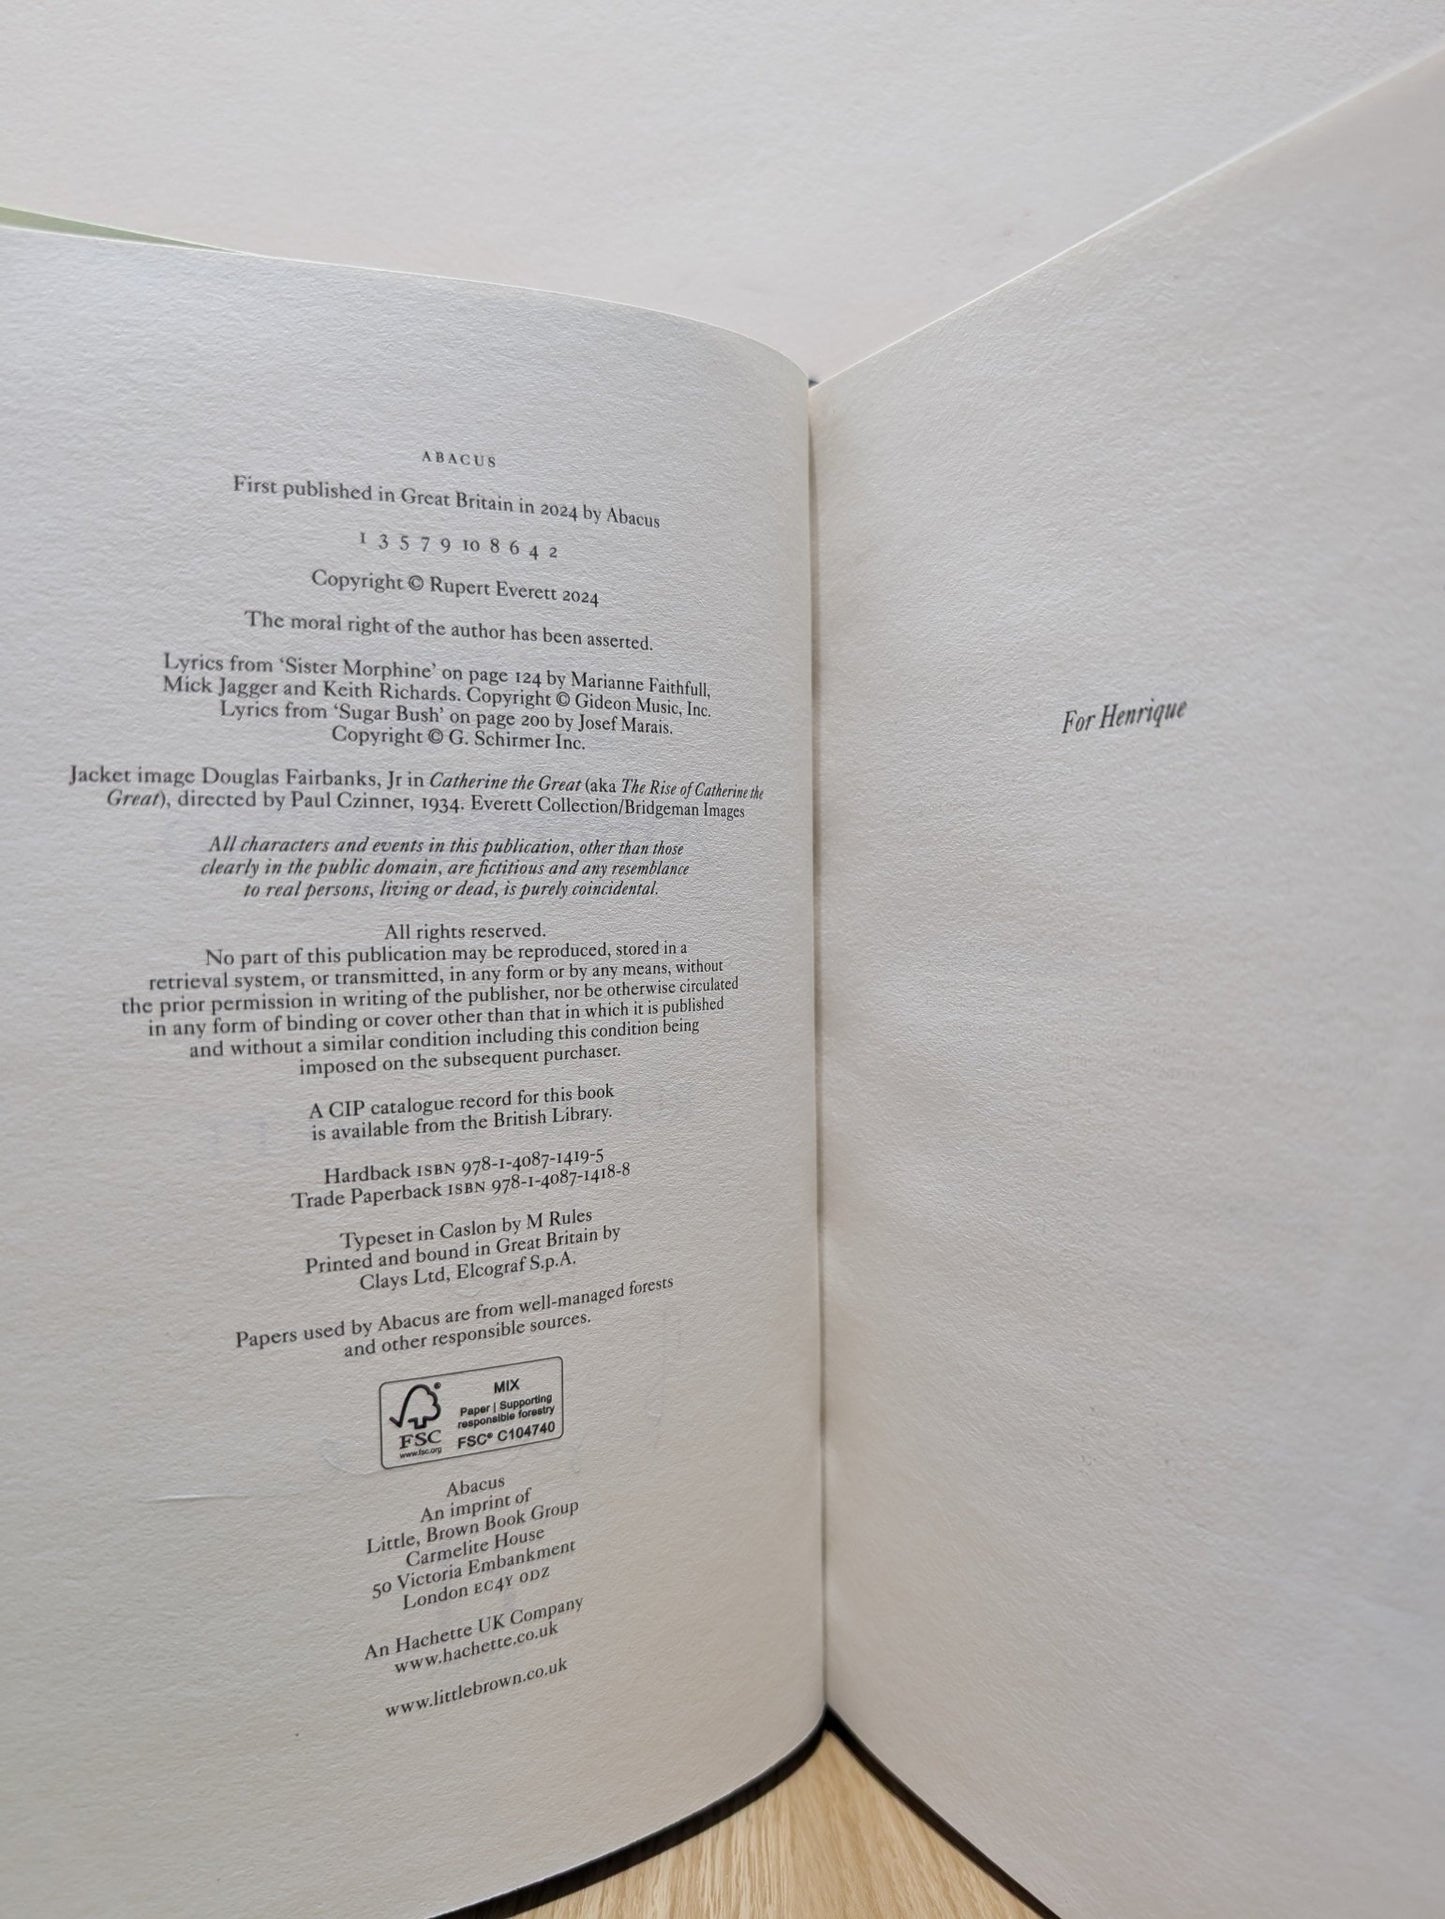 ABACUS
First published in Great Britain in 2024 by Abacus
1 3 5 7 9 10 8 6 4 2
Copyright © Rupert Everett 2024
The moral right of the author has been asserted.
Lyrics from ‘Sister Morphine’ on page 124 by Marianne Faithfull,
Mick Jagger and Keith Richards. Copyright © Gideon Music, Inc.
Lyrics from ‘Sugar Bush’ on page 200 by Josef Marais.
Copyright © G. Schirmer Inc.
Jacket image Douglas Fairbanks, Jr in Catherine the Great (aka The Rise of Catherine the
Great), directed by Paul Czinner, 1934. Everett Collection/Bridgeman Images
All characters and events in this publication, other than those
clearly in the public domain, are fictitious and any resemblance
to real persons, living or dead, is purely coincidental.
All rights reserved.
No part of this publication may be reproduced, stored in a
retrieval system, or transmitted, in any form or by any means, without
the prior permission in writing of the publisher, nor be otherwise circulated
in any form of binding or cover other than that in which it is published
and without a similar condition including this condition being
imposed on the subsequent purchaser.
A CIP catalogue record for this book
is available from the British Library.
Hardback ISBN 978-1-4087-1419-5
Trade Paperback ISBN 978-1-4087-1418-8
Typeset in Caslon by M Rules
Printed and bound in Great Britain by
Clays Ltd, Elcograf S.p.A.
Papers used by Abacus are from well-managed forests
and other responsible sources.
FSC
www.fsc.org
MIX
Paper | Supporting
responsible forestry
FSC® C104740
Abacus
An imprint of
Little, Brown Book Group
Carmelite House
50 Victoria Embankment
London EC4Y 0DZ
An Hachette UK Company
www.hachette.co.uk
www.littlebrown.co.uk
For Henrique